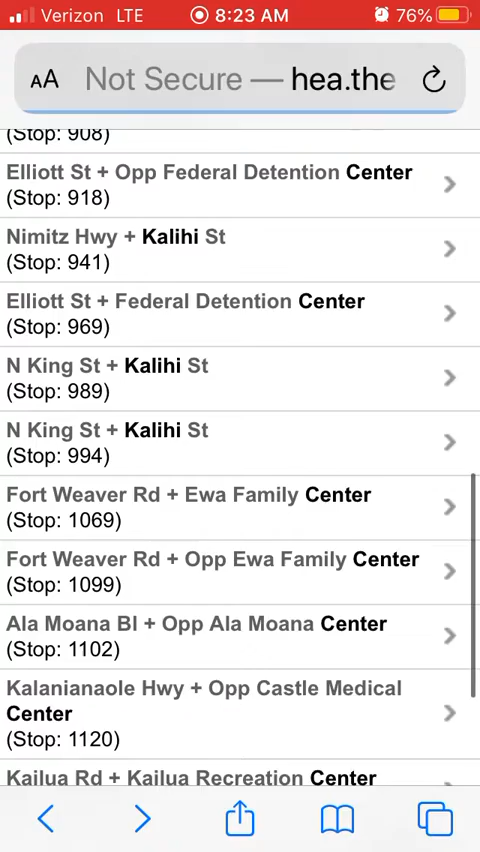 Verizon LTE 8:23 AM 76%
AA Not Secure — hea.the
(Stop: 908)
Elliott St + Opp Federal Detention Center
(Stop: 918)
Nimitz Hwy + Kalihi St
(Stop: 941)
Elliott St + Federal Detention Center
(Stop: 969)
N King St + Kalihi St
(Stop: 989)
N King St + Kalihi St
(Stop: 994)
Fort Weaver Rd + Ewa Family Center
(Stop: 1069)
Fort Weaver Rd + Opp Ewa Family Center
(Stop: 1099)
Ala Moana Bl + Opp Ala Moana Center
(Stop: 1102)
Kalanianaole Hwy + Opp Castle Medical
Center
(Stop: 1120)
Kailua Rd + Kailua Recreation Center